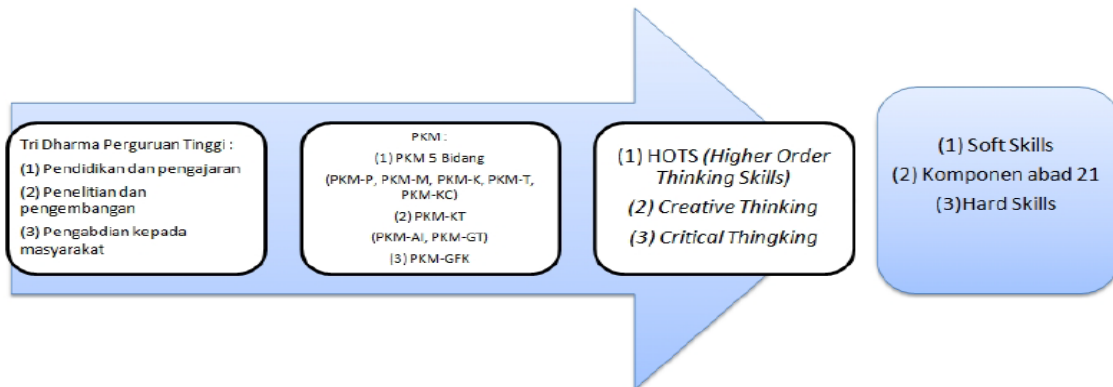 Tri Dharma Perguruan Tinggi :
(1) Pendidikan dan pengajaran
(2) Penelitian dan
pengembangan
(3) Pengabdian kepada
masyarakat
PKM :
(1) PKM 5 Bidang
(PKM-P, PKM-M, PKM-K, PKM-T,
PKM-KC)
(2) PKM-KT
(PKM-AI, PKM-GT)
(3) PKM-GFK
(1) HOTS (Higher Order
Thinking Skills)
(2) Creative Thinking
(3) Critical Thingking
(1) Soft Skills
(2) Komponen abad 21
(3)Hard Skills